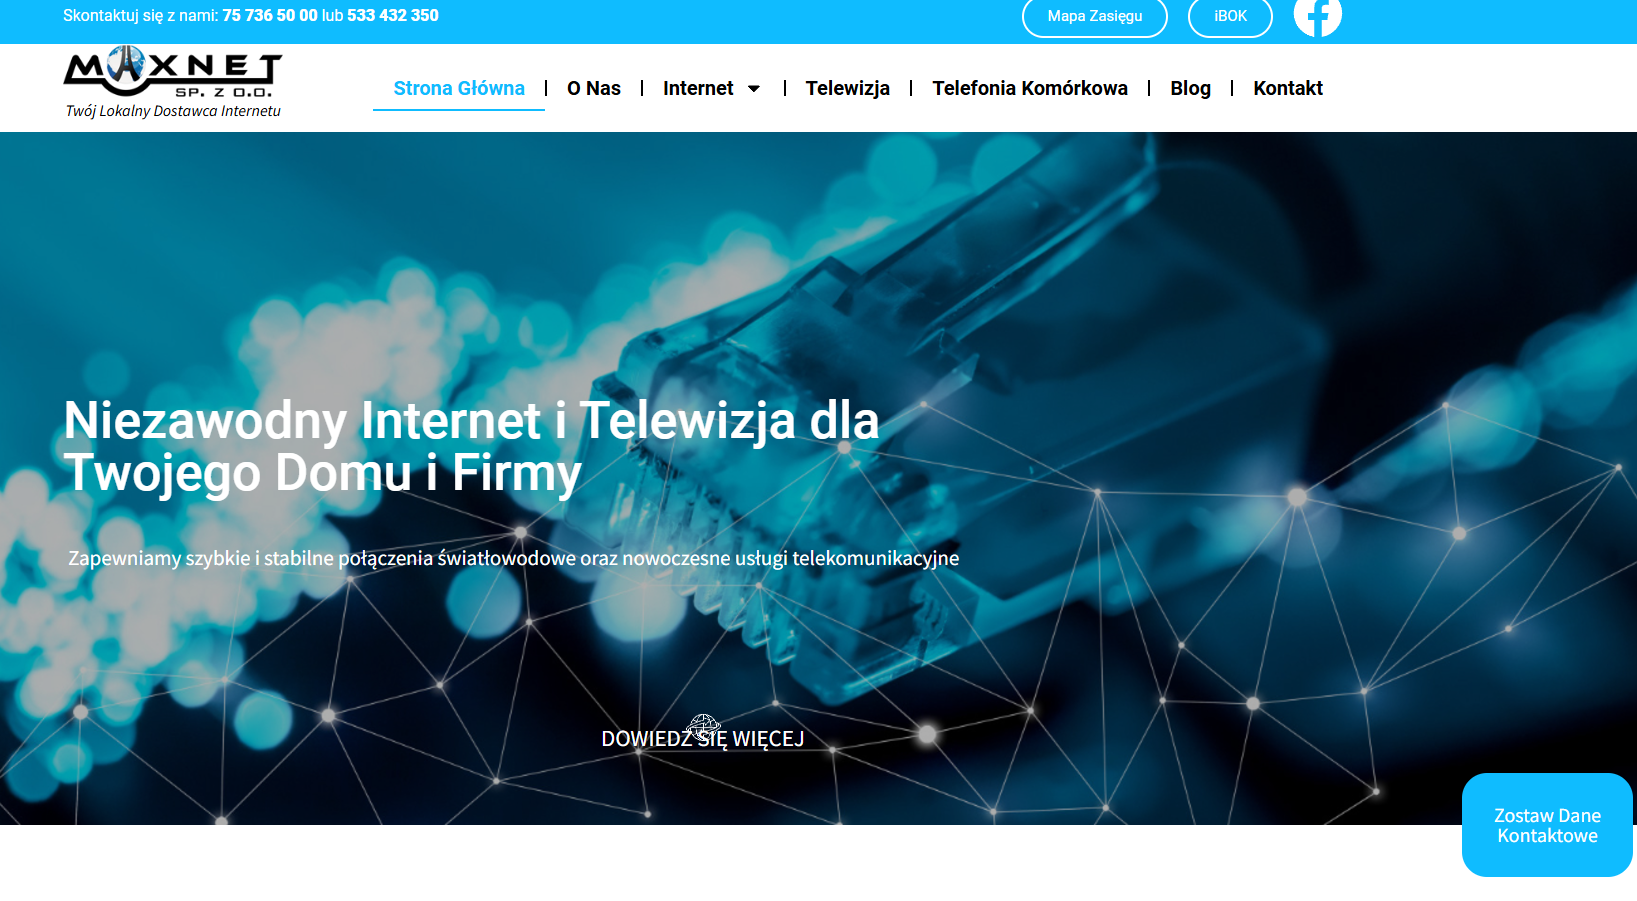 Skontaktuj się z nami: 75 736 50 00 lub 533 432 350
Mapa Zasięgu
iBOK
MAXNET
SP. Z O.O.
Twój Lokalny Dostawca Internetu
Strona Główna
O Nas
Internet
Telewizja
Telefonia Komórkowa
Blog
Kontakt
Niezawodny Internet i Telewizja dla
Twojego Domu i Firmy
Zapewniamy szybkie i stabilne połączenia światłowodowe oraz nowoczesne usługi telekomunikacyjne
DOWIEDZ SIĘ WIĘCEJ
Zostaw Dane
Kontaktowe